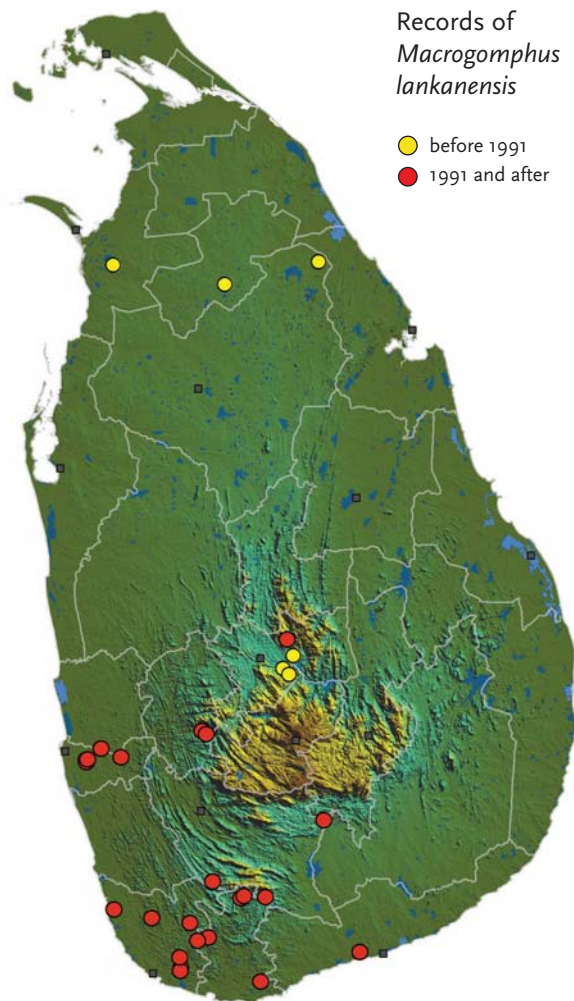 Records of
Macrogomphus
lankanensis
before 1991
1991 and after